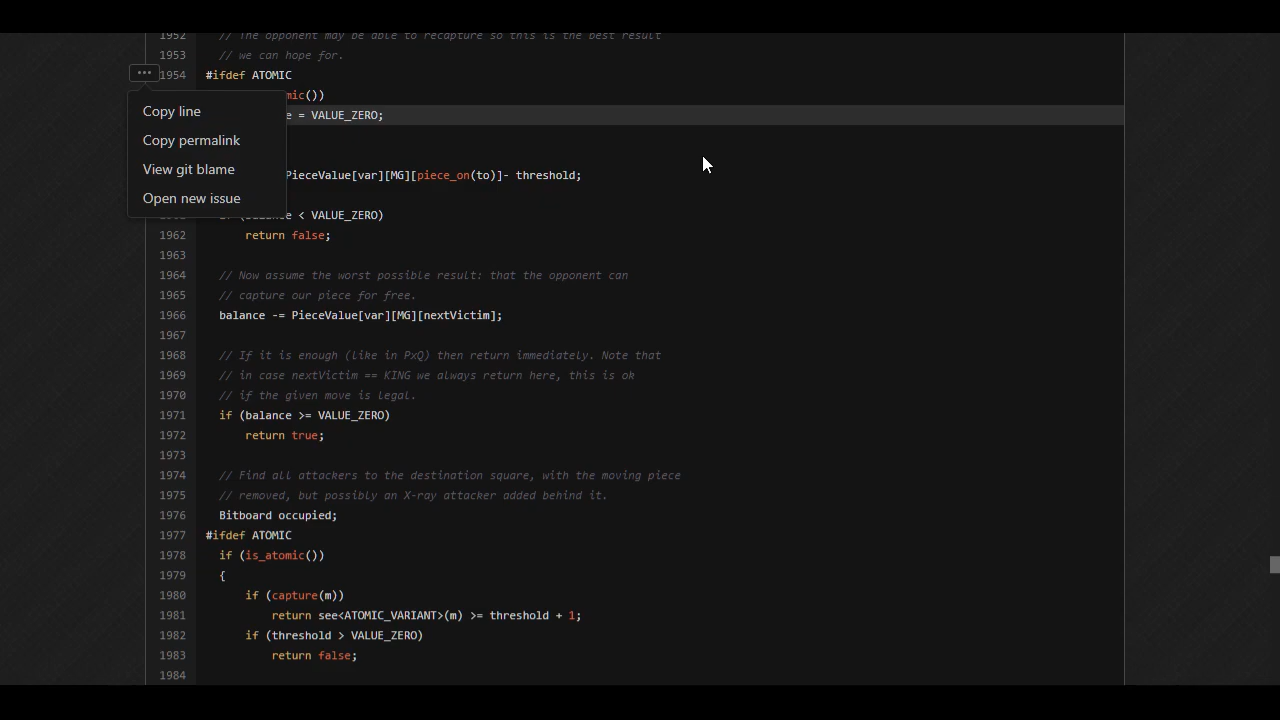 1952 // The opponent may be able to recapture so this is the best result
1953 // we can hope for.
1954 #ifdef ATOMIC
mic())
Copy line
e = VALUE_ZERO;
Copy permalink
View git blame
PieceValue[var][MG][piece_on(to)]- threshold;
Open new issue
if (balance < VALUE_ZERO)
1962 return false;
1963
1964 // Now assume the worst possible result: that the opponent can
1965 // capture our piece for free.
1966 balance -= PieceValue[var][MG][nextVictim];
1967
1968 // If it is enough (like in PxQ) then return immediately. Note that
1969 // in case nextVictim == KING we always return here, this is ok
1970 // if the given move is legal.
1971 if (balance >= VALUE_ZERO)
1972 return true;
1973
1974 // Find all attackers to the destination square, with the moving piece
1975 // removed, but possibly an X-ray attacker added behind it.
1976 Bitboard occupied;
1977 #ifdef ATOMIC
1978 if (is_atomic())
1979 {
1980 if (capture(m))
1981 return see<ATOMIC_VARIANT>(m) >= threshold + 1;
1982 if (threshold > VALUE_ZERO)
1983 return false;
1984